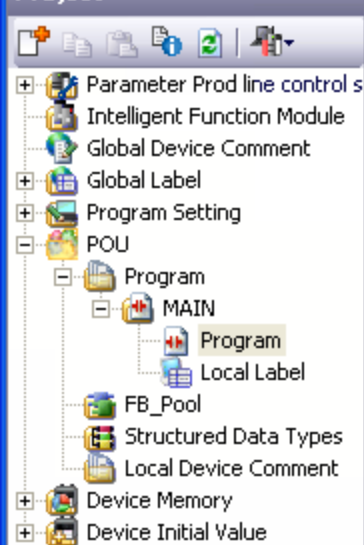 Parameter Prod line control s
Intelligent Function Module
Global Device Comment
Global Label
Program Setting
POU
Program
MAIN
Program
Local Label
FB_Pool
Structured Data Types
Local Device Comment
Device Memory
Device Initial Value